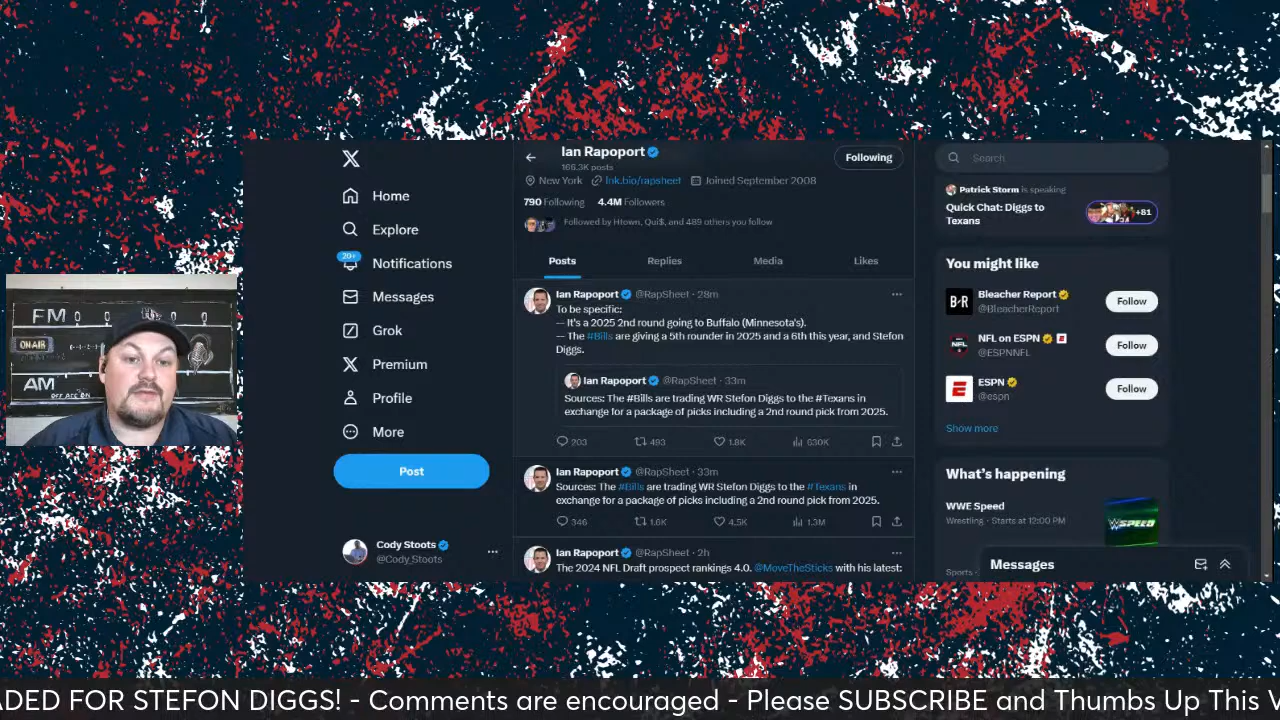 FM
ON AIR
AM
Home
Explore
20+
Notifications
Messages
Grok
Premium
Profile
More
Post
Cody Stoots
@Cody_Stoots
Ian Rapoport
166.3K posts
Following
New York lnk.bio/rapsheet Joined September 2008
790 Following 4.4M Followers
Followed by Htown, Qui$, and 489 others you follow
Posts Replies Media Likes
Ian Rapoport @RapSheet · 28m
To be specific:
— It's a 2025 2nd round going to Buffalo (Minnesota's).
— The #Bills are giving a 5th rounder in 2025 and a 6th this year, and Stefon
Diggs.
Ian Rapoport @RapSheet · 33m
Sources: The #Bills are trading WR Stefon Diggs to the #Texans in
exchange for a package of picks including a 2nd round pick from 2025.
203 493 1.8K 630K
Ian Rapoport @RapSheet · 33m
Sources: The #Bills are trading WR Stefon Diggs to the #Texans in
exchange for a package of picks including a 2nd round pick from 2025.
346 1.6K 4.5K 1.3M
Ian Rapoport @RapSheet · 2h
The 2024 NFL Draft prospect rankings 4.0. @MoveTheSticks with his latest:
Search
Patrick Storm is speaking
Quick Chat: Diggs to
Texans
+81
You might like
B/R
Bleacher Report
@BleacherReport
Follow
NFL on ESPN
@ESPNNFL
Follow
ESPN
@espn
Follow
Show more
What's happening
WWE Speed
Wrestling · Starts at 12:00 PM
SPEED
Sports ·
Messages
ADED FOR STEFON DIGGS! - Comments are encouraged - Please SUBSCRIBE and Thumbs Up This V